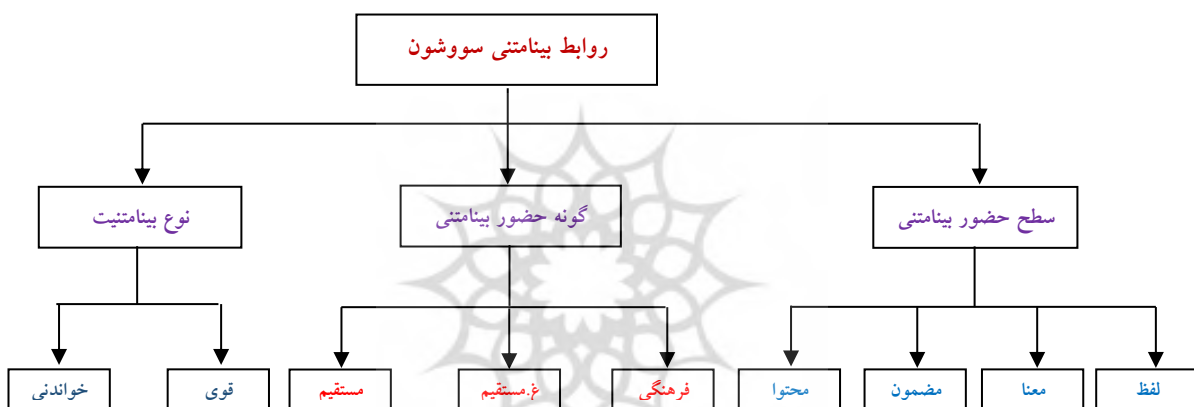 روابط بینامتنی سووشون
سطح حضور بینامتنی
گونه حضور بینامتنی
نوع بینامتنیت
لفظ
معنا
مضمون
محتوا
فرهنگی
غ.مستقیم
مستقیم
قوی
خواندنی